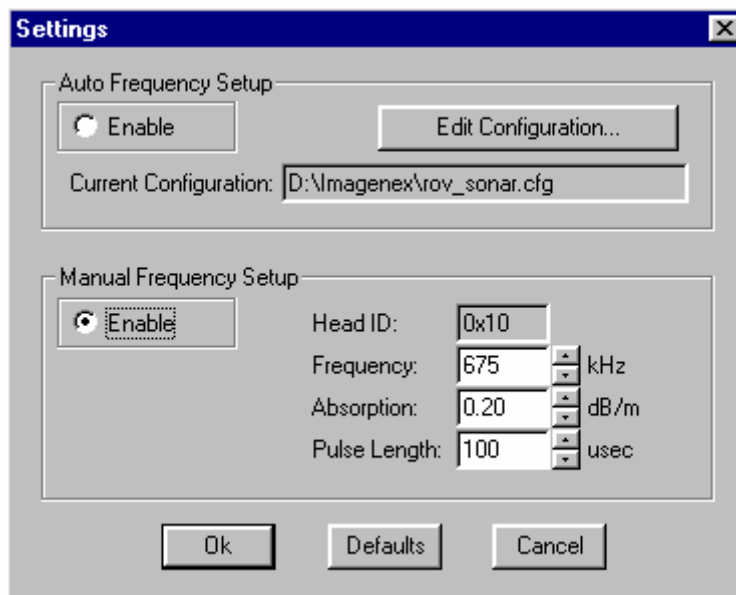 Settings
Auto Frequency Setup
Enable
Edit Configuration...
Current Configuration: D:\Imagenex\rov_sonar.cfg
Manual Frequency Setup
Enable
Head ID: 0x10
Frequency: 675 kHz
Absorption: 0.20 dB/m
Pulse Length: 100 usec
Ok Defaults Cancel